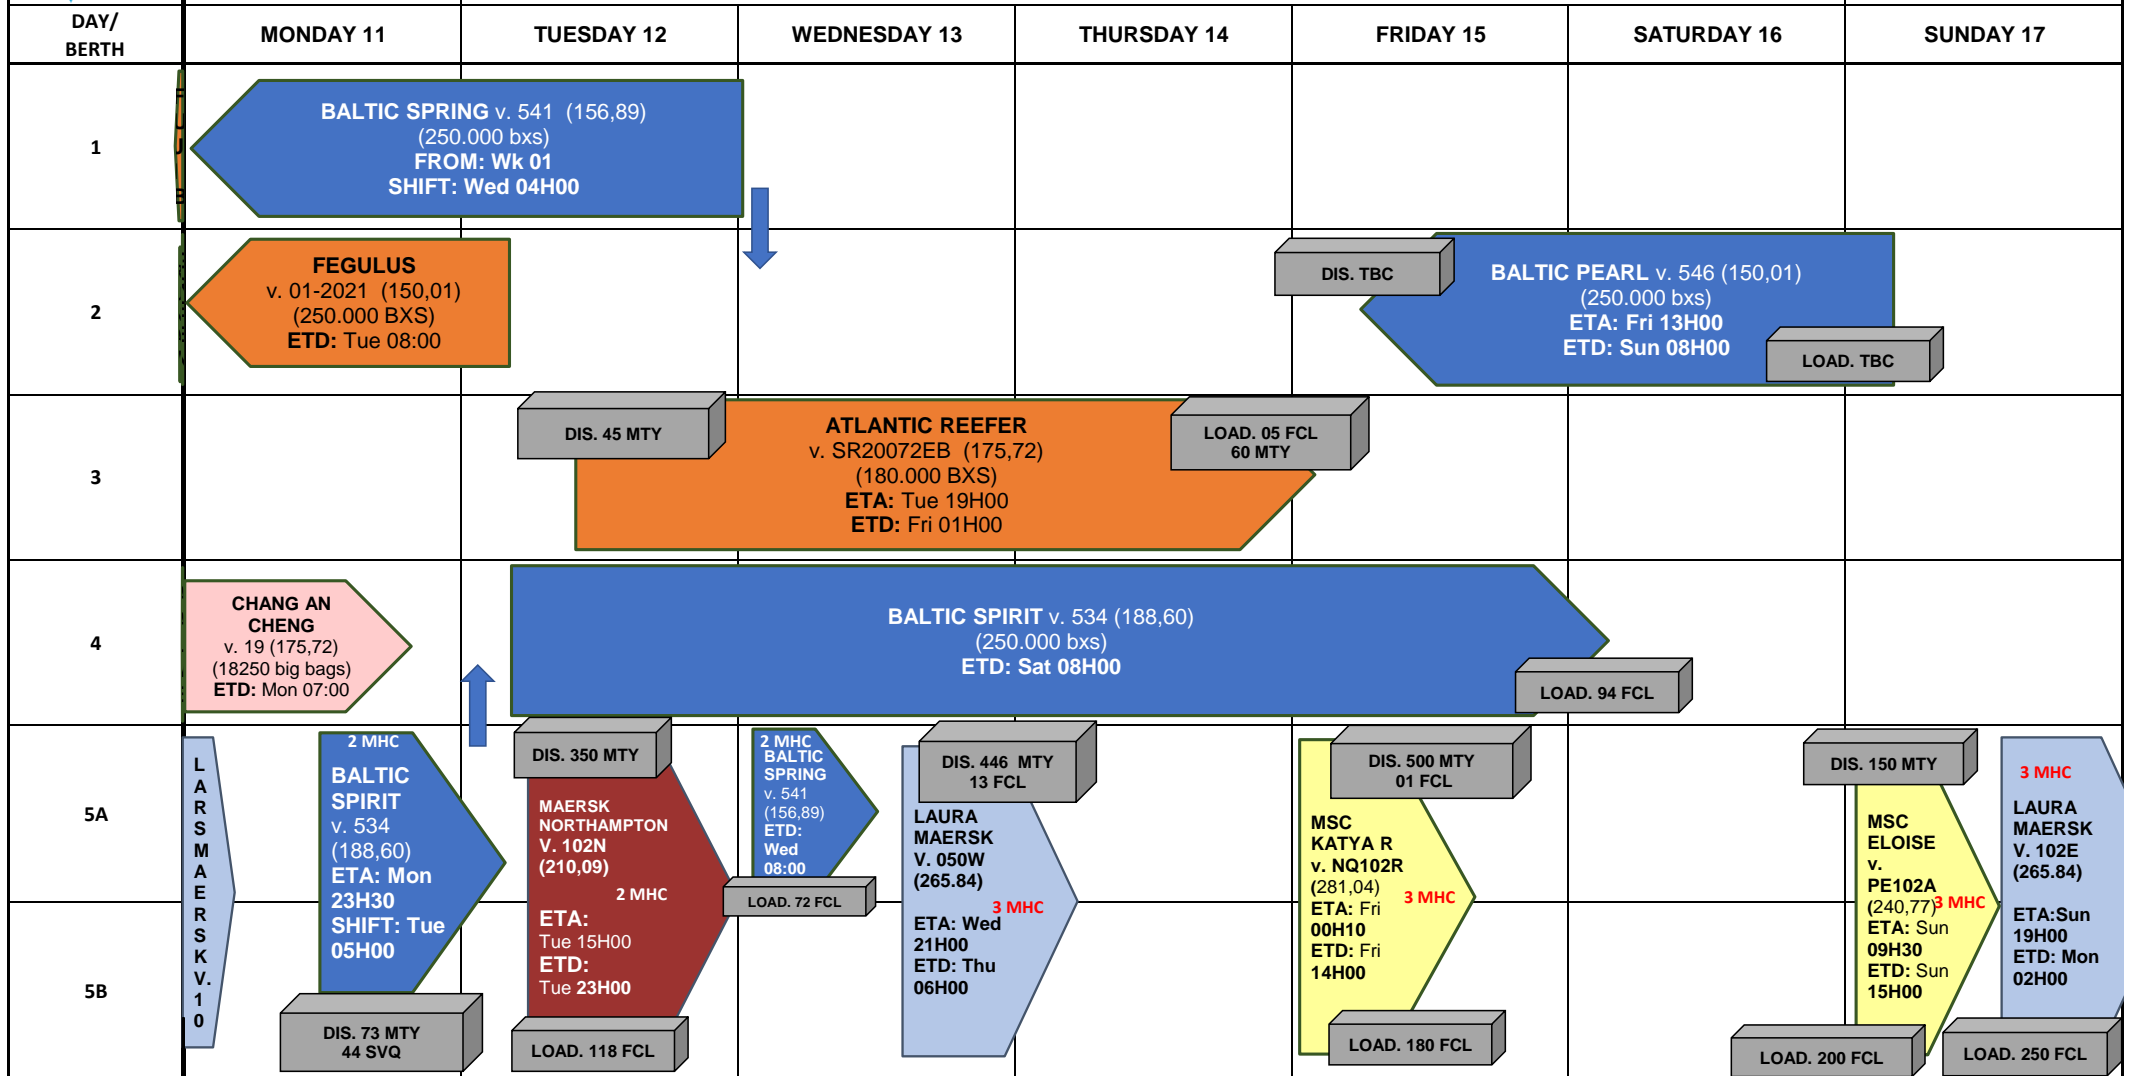 DAY/
BERTH
MONDAY 11
TUESDAY 12
WEDNESDAY 13
THURSDAY 14
FRIDAY 15
SATURDAY 16
SUNDAY 17
1
BALTIC SPRING v. 541 (156,89)
(250.000 bxs)
FROM: Wk 01
SHIFT: Wed 04H00
2
FEGULUS
v. 01-2021 (150,01)
(250.000 BXS)
ETD: Tue 08:00
DIS. TBC
BALTIC PEARL v. 546 (150,01)
(250.000 bxs)
ETA: Fri 13H00
ETD: Sun 08H00
LOAD. TBC
3
DIS. 45 MTY
ATLANTIC REEFER
v. SR20072EB (175,72)
(180.000 BXS)
ETA: Tue 19H00
ETD: Fri 01H00
LOAD. 05 FCL
60 MTY
4
CHANG AN
CHENG
v. 19 (175,72)
(18250 big bags)
ETD: Mon 07:00
BALTIC SPIRIT v. 534 (188,60)
(250.000 bxs)
ETD: Sat 08H00
LOAD. 94 FCL
5A
5B
L
A
R
S
M
A
E
R
S
K
V.
1
0
2 MHC
BALTIC
SPIRIT
v. 534
(188,60)
ETA: Mon
23H30
SHIFT: Tue
05H00
DIS. 73 MTY
44 SVQ
DIS. 350 MTY
MAERSK
NORTHAMPTON
V. 102N
(210,09)
2 MHC
ETA:
Tue 15H00
ETD:
Tue 23H00
LOAD. 118 FCL
2 MHC
BALTIC
SPRING
v. 541
(156,89)
ETD:
Wed
08:00
LOAD. 72 FCL
DIS. 446 MTY
13 FCL
LAURA
MAERSK
V. 050W
(265.84)
3 MHC
ETA: Wed
21H00
ETD: Thu
06H00
DIS. 500 MTY
01 FCL
MSC
KATYA R
v. NQ102R
(281,04)
3 MHC
ETA: Fri
00H10
ETD: Fri
14H00
LOAD. 180 FCL
DIS. 150 MTY
MSC
ELOISE
v.
PE102A
(240,77)
3 MHC
ETA: Sun
09H30
ETD: Sun
15H00
LOAD. 200 FCL
3 MHC
LAURA
MAERSK
V. 102E
(265.84)
ETA:Sun
19H00
ETD: Mon
02H00
LOAD. 250 FCL